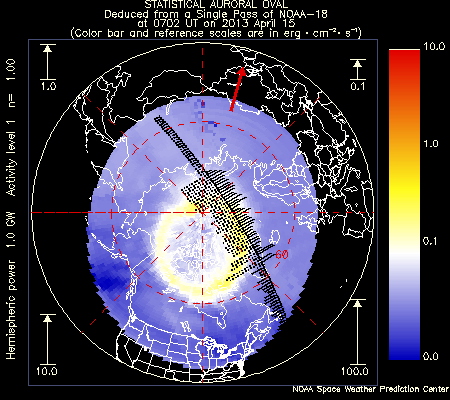 STATISTICAL AURORAL OVAL
Deduced from a Single Pass of NOAA-18
at 0702 UT on 2013 April 15
(Color bar and reference scales are in erg · cm⁻² · s⁻¹)
Hemispheric power 1.0 GW Activity level 1 n= 1.00
1.0
0.1
10.0
100.0
60
10.0
1.0
0.1
0.0
NOAA Space Weather Prediction Center